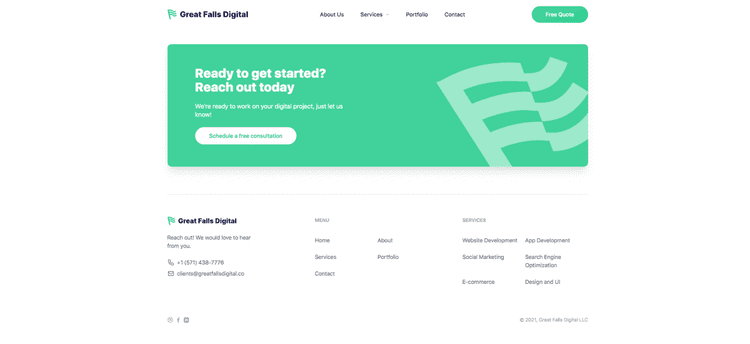 Great Falls Digital
About Us
Services
Portfolio
Contact
Free Quote
Ready to get started?
Reach out today
We're ready to work on your digital project, just let us
know!
Schedule a free consultation
Great Falls Digital
Reach out! We would love to hear
from you.
+1 (571) 438-7776
clients@greatfallsdigital.co
MENU
Home
About
Services
Portfolio
Contact
SERVICES
Website Development
App Development
Social Marketing
Search Engine
Optimization
E-commerce
Design and UI
© 2021, Great Falls Digital LLC